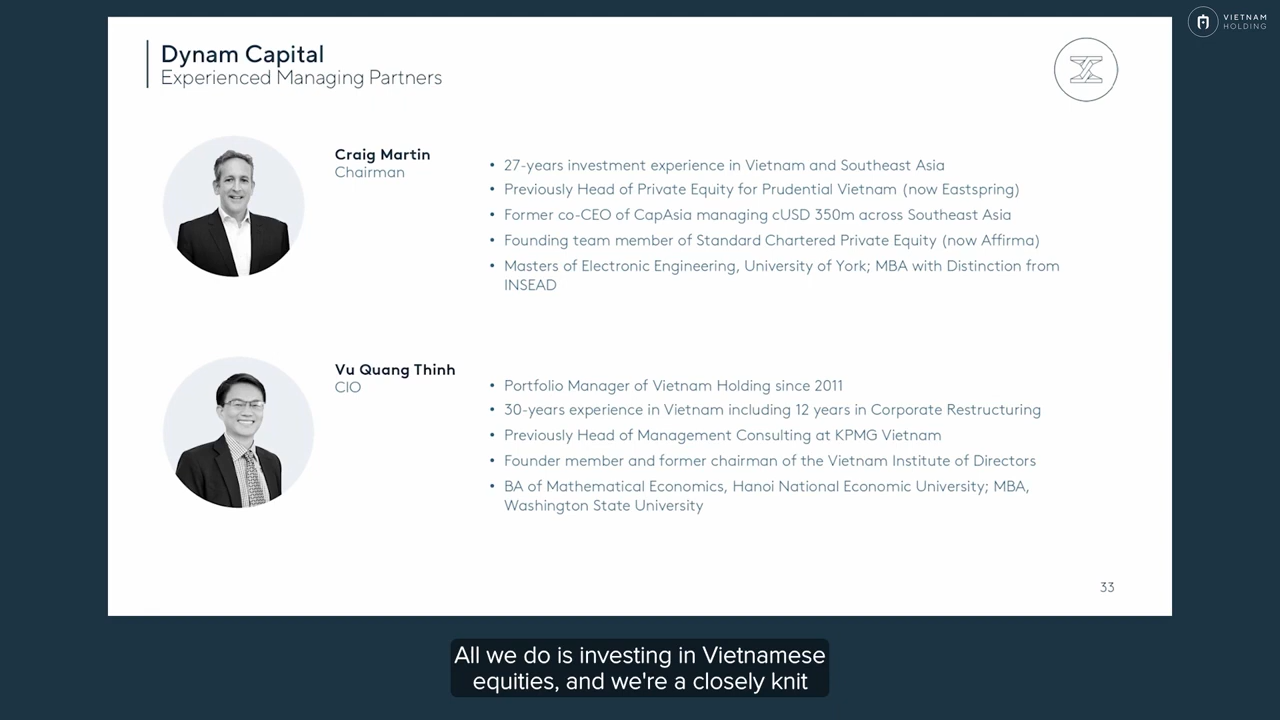 VIETNAM
HOLDING
Dynam Capital
Experienced Managing Partners
Craig Martin
Chairman
• 27-years investment experience in Vietnam and Southeast Asia
• Previously Head of Private Equity for Prudential Vietnam (now Eastspring)
• Former co-CEO of CapAsia managing cUSD 350m across Southeast Asia
• Founding team member of Standard Chartered Private Equity (now Affirma)
• Masters of Electronic Engineering, University of York; MBA with Distinction from
INSEAD
Vu Quang Thinh
CIO
• Portfolio Manager of Vietnam Holding since 2011
• 30-years experience in Vietnam including 12 years in Corporate Restructuring
• Previously Head of Management Consulting at KPMG Vietnam
• Founder member and former chairman of the Vietnam Institute of Directors
• BA of Mathematical Economics, Hanoi National Economic University; MBA,
Washington State University
33
All we do is investing in Vietnamese
equities, and we're a closely knit